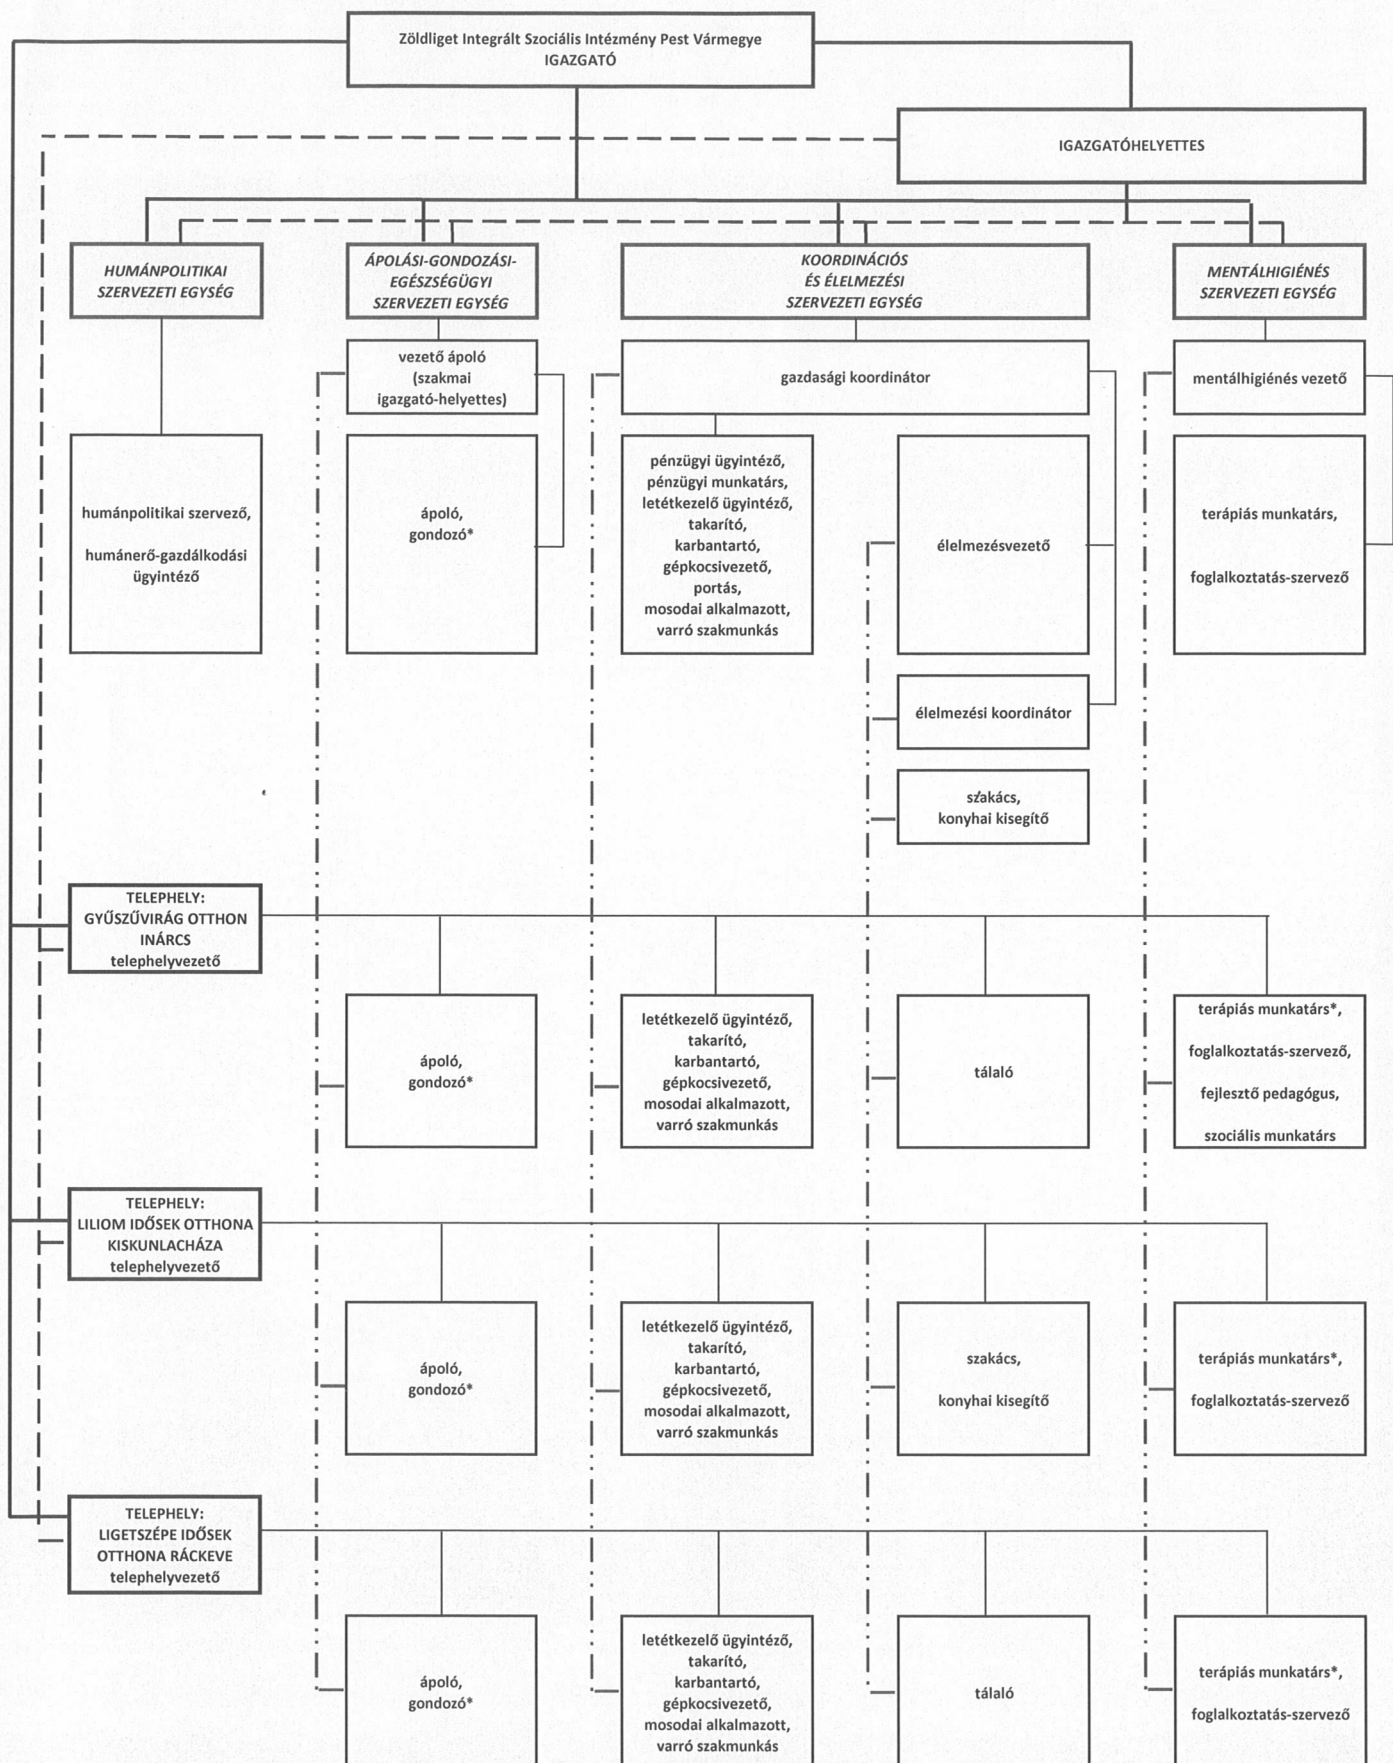 Zöldliget Integrált Szociális Intézmény Pest Vármegye
IGAZGATÓ
IGAZGATÓHELYETTES
HUMÁNPOLITIKAI
SZERVEZETI EGYSÉG
ÁPOLÁSI-GONDOZÁSI-
EGÉSZSÉGÜGYI
SZERVEZETI EGYSÉG
KOORDINÁCIÓS
ÉS ÉLELMEZÉSI
SZERVEZETI EGYSÉG
MENTÁLHIGIÉNÉS
SZERVEZETI EGYSÉG
vezető ápoló
(szakmai
igazgató-helyettes)
gazdasági koordinátor
mentálhigiénés vezető
humánpolitikai szervező,
humánerő-gazdálkodási
ügyintéző
ápoló,
gondozó*
pénzügyi ügyintéző,
pénzügyi munkatárs,
letétkezelő ügyintéző,
takarító,
karbantartó,
gépkocsivezető,
portás,
mosodai alkalmazott,
varró szakmunkás
élelmezésvezető
terápiás munkatárs,
foglalkoztatás-szervező
élelmezési koordinátor
szakács,
konyhai kisegítő
TELEPHELY:
GYŰSZŰVIRÁG OTTHON
INÁRCS
telephelyvezető
ápoló,
gondozó*
letétkezelő ügyintéző,
takarító,
karbantartó,
gépkocsivezető,
mosodai alkalmazott,
varró szakmunkás
tálaló
terápiás munkatárs*,
foglalkoztatás-szervező,
fejlesztő pedagógus,
szociális munkatárs
TELEPHELY:
LILIOM IDŐSEK OTTHONA
KISKUNLACHÁZA
telephelyvezető
ápoló,
gondozó*
letétkezelő ügyintéző,
takarító,
karbantartó,
gépkocsivezető,
mosodai alkalmazott,
varró szakmunkás
szakács,
konyhai kisegítő
terápiás munkatárs*,
foglalkoztatás-szervező
TELEPHELY:
LIGETSZÉPE IDŐSEK
OTTHONA RÁCKEVE
telephelyvezető
ápoló,
gondozó*
letétkezelő ügyintéző,
takarító,
karbantartó,
gépkocsivezető,
mosodai alkalmazott,
varró szakmunkás
tálaló
terápiás munkatárs*,
foglalkoztatás-szervező